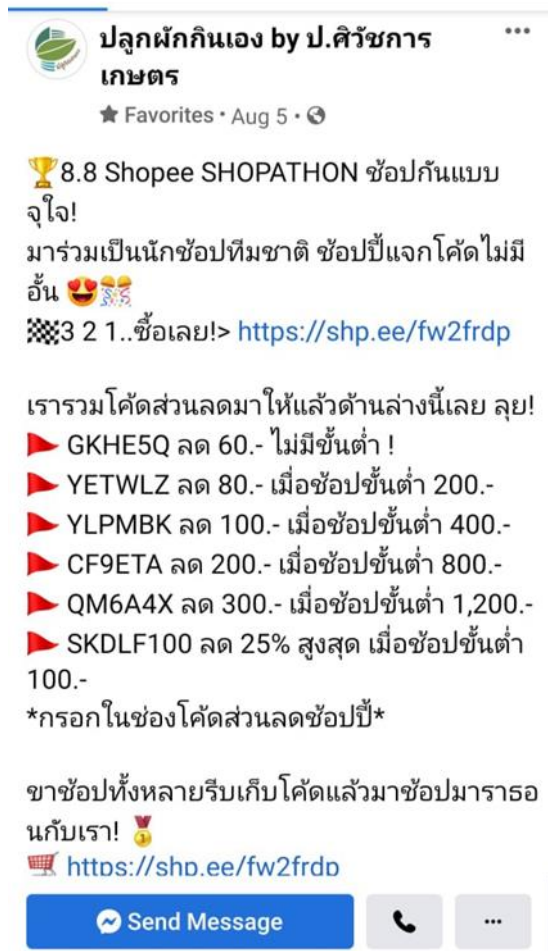 ปลูกผักกินเอง by ป.ศิวัชการ
เกษตร
Favorites · Aug 5 ·
🏆8.8 Shopee SHOPATHON ช้อปกันแบบ
จุใจ!
มาร่วมเป็นนักช้อปทีมชาติ ช้อปปี้แจกโค้ดไม่มี
อั้น 😍🎊
🏁3 2 1..ซื้อเลย!> https://shp.ee/fw2frdp
เรารวมโค้ดส่วนลดมาให้แล้วด้านล่างนี้เลย ลุย!
🚩 GKHE5Q ลด 60.- ไม่มีขั้นต่ำ !
🚩 YETWLZ ลด 80.- เมื่อช้อปขั้นต่ำ 200.-
🚩 YLPMBK ลด 100.- เมื่อช้อปขั้นต่ำ 400.-
🚩 CF9ETA ลด 200.- เมื่อช้อปขั้นต่ำ 800.-
🚩 QM6A4X ลด 300.- เมื่อช้อปขั้นต่ำ 1,200.-
🚩 SKDLF100 ลด 25% สูงสุด เมื่อช้อปขั้นต่ำ
100.-
*กรอกในช่องโค้ดส่วนลดช้อปปี้*
ขาช้อปทั้งหลายรีบเก็บโค้ดแล้วมาช้อปมาราธอ
นกับเรา! 🏅
🛒 https://shp.ee/fw2frdp
Send Message